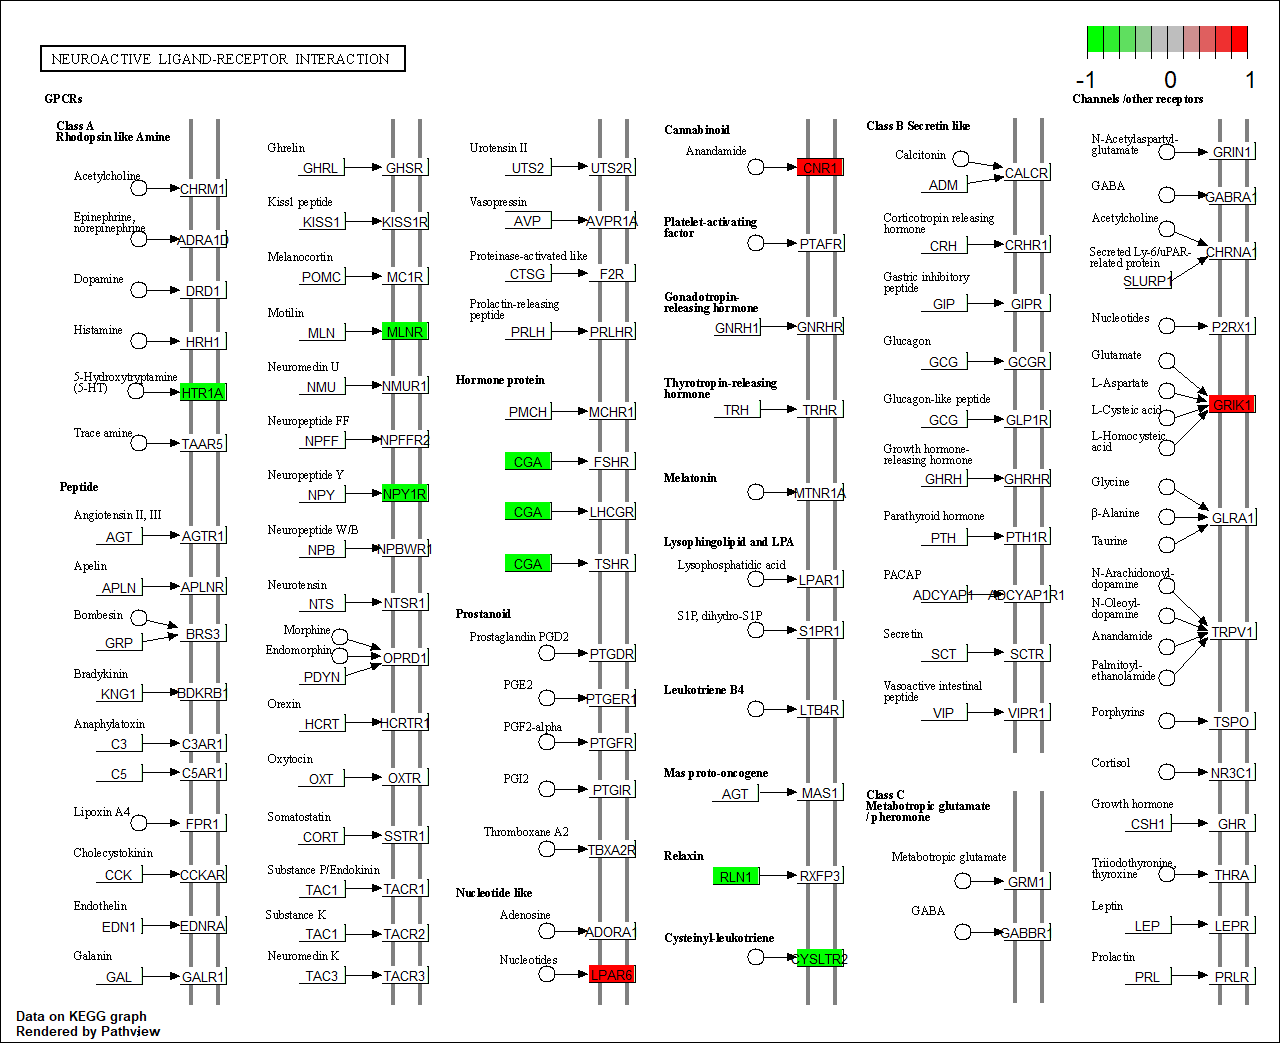 NEUROACTIVE LIGAND-RECEPTOR INTERACTION
-1 0 1
GPCRs
Class A
Rhodopsin like Amine
Acetylcholine
CHRM1
Epinephrine,
norepinephrine
ADRA1D
Dopamine
DRD1
Histamine
HRH1
5-Hydroxytryptamine
(5-HT)
HTR1A
Trace amine
TAAR5
Peptide
Angiotensin II, III
AGT AGTR1
Apelin
APLN APLNR
Bombesin
GRP BRS3
Bradykinin
KNG1 BDKRB1
Anaphylatoxin
C3 C3AR1
C5 C5AR1
Lipoxin A4
FPR1
Cholecystokinin
CCK CCKAR
Endothelin
EDN1 EDNRA
Galanin
GAL GALR1
Ghrelin
GHRL GHSR
Kiss1 peptide
KISS1 KISS1R
Melanocortin
POMC MC1R
Motilin
MLN MLNR
Neuromedin U
NMU NMUR1
Neuropeptide FF
NPFF NPFFR2
Neuropeptide Y
NPY NPY1R
Neuropeptide W/B
NPB NPBWR1
Neurotensin
NTS NTSR1
Morphine
Endomorphin
OPRD1
PDYN
Orexin
HCRT HCRTR1
Oxytocin
OXT OXTR
Somatostatin
CORT SSTR1
Substance P/Endokinin
TAC1 TACR1
Substance K
TAC1 TACR2
Neuromedin K
TAC3 TACR3
Urotensin II
UTS2 UTS2R
Vasopressin
AVP AVPR1A
Proteinase-activated like
CTSG F2R
Prolactin-releasing
peptide
PRLH PRLHR
Hormone protein
PMCH MCHR1
CGA FSHR
CGA LHCGR
CGA TSHR
Prostanoid
Prostaglandin PGD2
PTGDR
PGE2
PTGER1
PGF2-alpha
PTGFR
PGI2
PTGIR
Thromboxane A2
TBXA2R
Nucleotide like
Adenosine
ADORA1
Nucleotides
LPAR6
Cannabinoid
Anandamide
CNR1
Platelet-activating
factor
PTAFR
Gonadotropin-
releasing hormone
GNRH1 GNRHR
Thyrotropin-releasing
hormone
TRH TRHR
Melatonin
MTNR1A
Lysophingolipid and LPA
Lysophosphatidic acid
LPAR1
S1P, dihydro-S1P
S1PR1
Leukotriene B4
LTB4R
Mas proto-oncogene
AGT MAS1
Relaxin
RLN1 RXFP3
Cysteinyl-leukotriene
CYSLTR2
Class B Secretin like
Calcitonin
CALCR
ADM
Corticotropin releasing
hormone
CRH CRHR1
Gastric inhibitory
peptide
GIP GIPR
Glucagon
GCG GCGR
Glucagon-like peptide
GCG GLP1R
Growth hormone-
releasing hormone
GHRH GHRHR
Parathyroid hormone
PTH PTH1R
PACAP
ADCYAP1 ADCYAP1R1
Secretin
SCT SCTR
Vasoactive intestinal
peptide
VIP VIPR1
Class C
Metabotropic glutamate
/ pheromone
Metabotropic glutamate
GRM1
GABA
GABBR1
Channels /other receptors
N-Acetylaspartyl-
glutamate
GRIN1
GABA
GABRA1
Acetylcholine
CHRNA1
Secreted Ly-6/uPAR-
related protein
SLURP1
Nucleotides
P2RX1
Glutamate
L-Aspartate
GRIK1
L-Cysteic acid
L-Homocysteic
acid
Glycine
β-Alanine
GLRA1
Taurine
N-Arachidonoyl-
dopamine
N-Oleoyl-
dopamine
TRPV1
Anandamide
Palmitoyl-
ethanolamide
Porphyrins
TSPO
Cortisol
NR3C1
Growth hormone
CSH1 GHR
Triiodothyronine,
thyroxine
THRA
Leptin
LEP LEPR
Prolactin
PRL PRLR
Data on KEGG graph
Rendered by Pathview